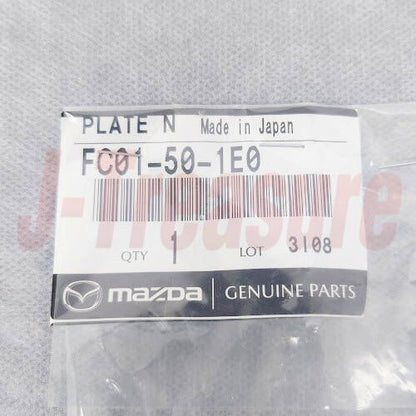 PLATE N Made in Japan
FC01-50-1E0
J-Treasure
QTY 1 LOT 3108
mazda GENUINE PARTS